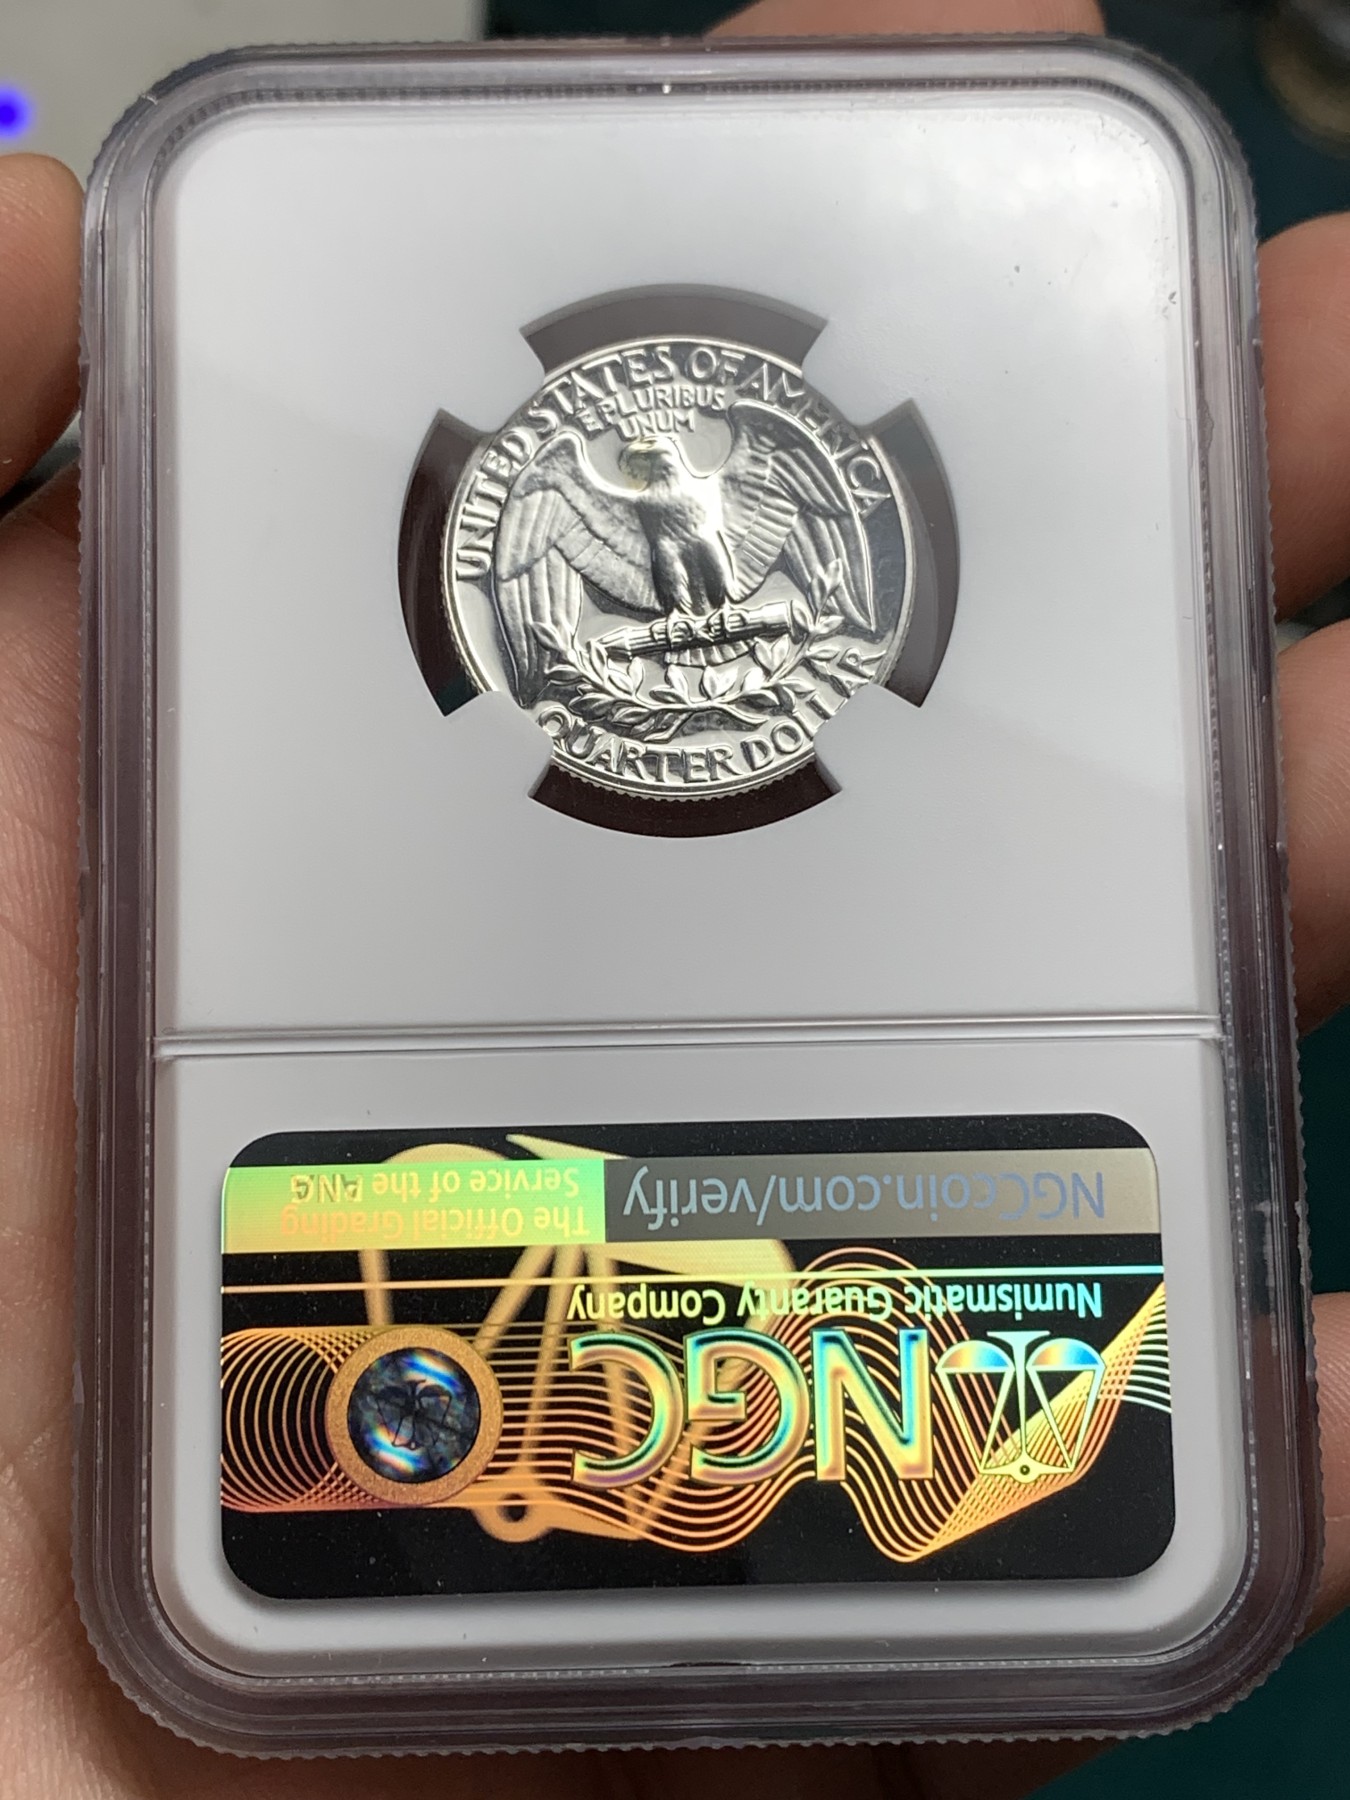 UNITED STATES OF AMERICA
E PLURIBUS
UNUM
QUARTER DOLLAR
NGC
Numismatic Guaranty Company
The Official Grading
Service of the
NGCcoin.com/verify